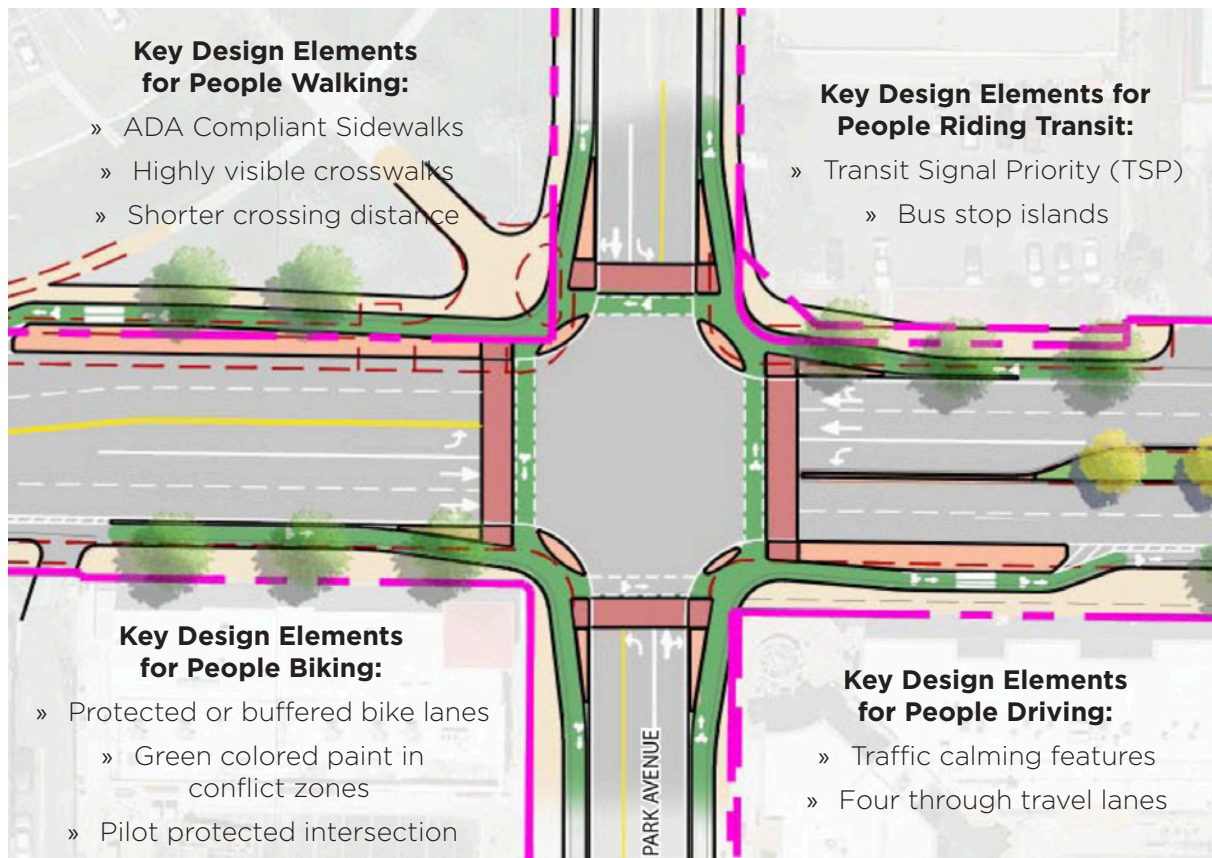 Key Design Elements
for People Walking:
» ADA Compliant Sidewalks
» Highly visible crosswalks
» Shorter crossing distance
Key Design Elements for
People Riding Transit:
» Transit Signal Priority (TSP)
» Bus stop islands
Key Design Elements
for People Biking:
» Protected or buffered bike lanes
» Green colored paint in
conflict zones
» Pilot protected intersection
PARK AVENUE
Key Design Elements
for People Driving:
» Traffic calming features
» Four through travel lanes